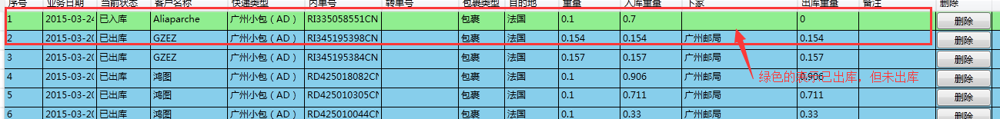 序号 业务日期 当前状态 客户名称 快递类型 内单号 转单号 包裹类型 目的地 重量 入库重量 下家 出库重量 备注 删除
1 2015-03-24 已入库 Aliaparche 广州小包（AD） RI335058551CN 包裹 法国 0.1 0.7 0 删除
2 2015-03-20 已出库 GZEZ 广州小包（AD） RI345195398CN 包裹 法国 0.154 0.154 广州邮局 0.154 删除
3 2015-03-20 已出库 GZEZ 广州小包（AD） RI345195384CN 包裹 法国 0.157 0.157 广州邮局 0.157 删除
绿色的表示已出库，但未出库
4 2015-03-20 已出库 鸿图 广州小包（AD） RD425018082CN 包裹 法国 0.1 0.906 广州邮局 0.906 删除
5 2015-03-20 已出库 鸿图 广州小包（AD） RD425010305CN 包裹 法国 0.1 0.711 广州邮局 0.711 删除
6 2015-03-20 已出库 鸿图 广州小包（AD） RD425010044CN 包裹 法国 0.1 0.33 广州邮局 0.33 删除